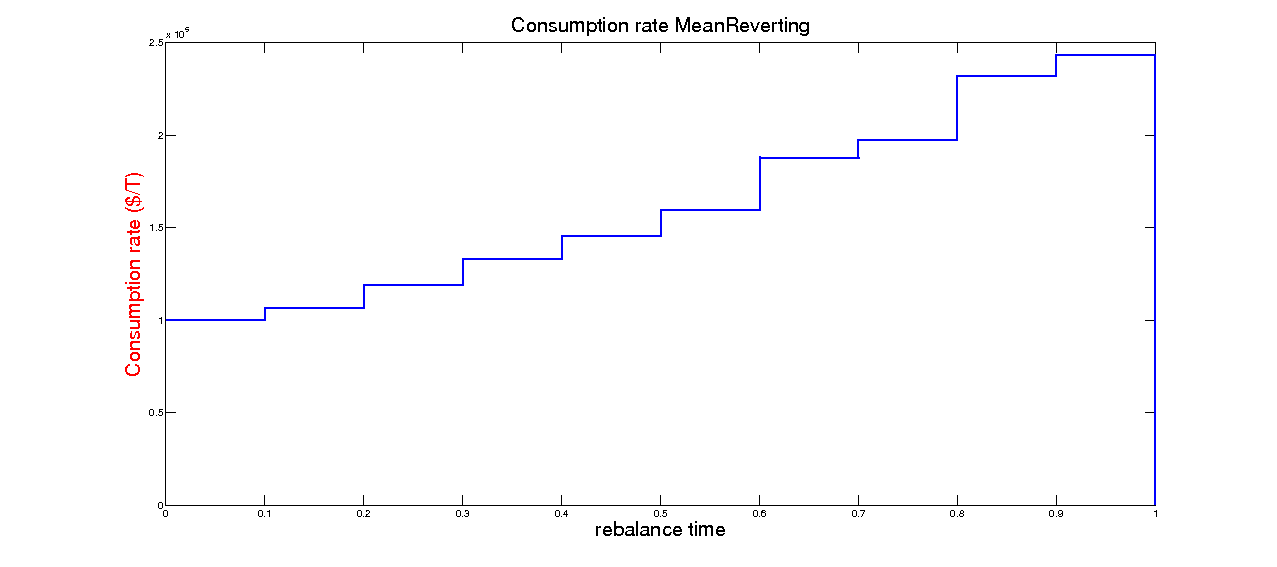 Consumption rate MeanReverting
x 10^5
2.5
2
1.5
1
0.5
0
Consumption rate ($/T)
0 0.1 0.2 0.3 0.4 0.5 0.6 0.7 0.8 0.9 1
rebalance time